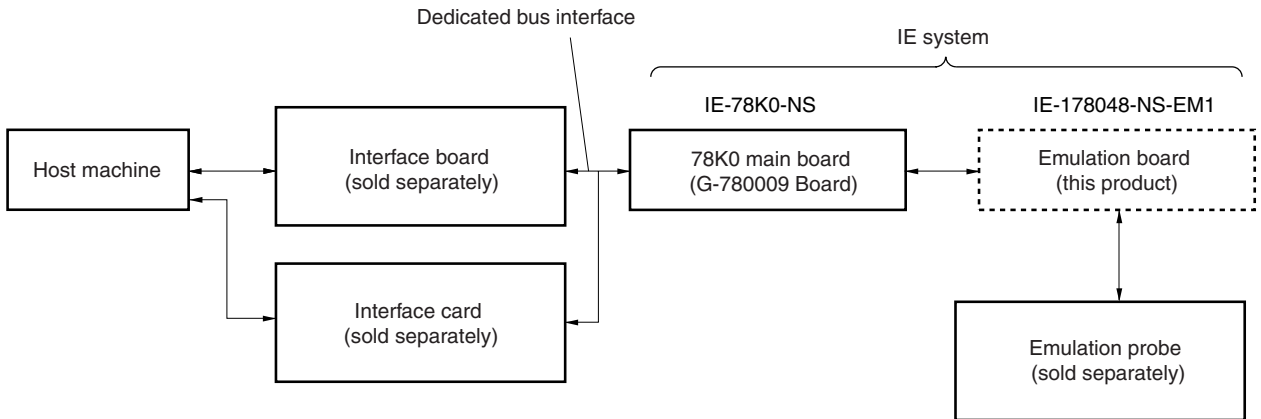 Dedicated bus interface
IE system
IE-78K0-NS
IE-178048-NS-EM1
Host machine
Interface board
(sold separately)
78K0 main board
(G-780009 Board)
Emulation board
(this product)
Interface card
(sold separately)
Emulation probe
(sold separately)